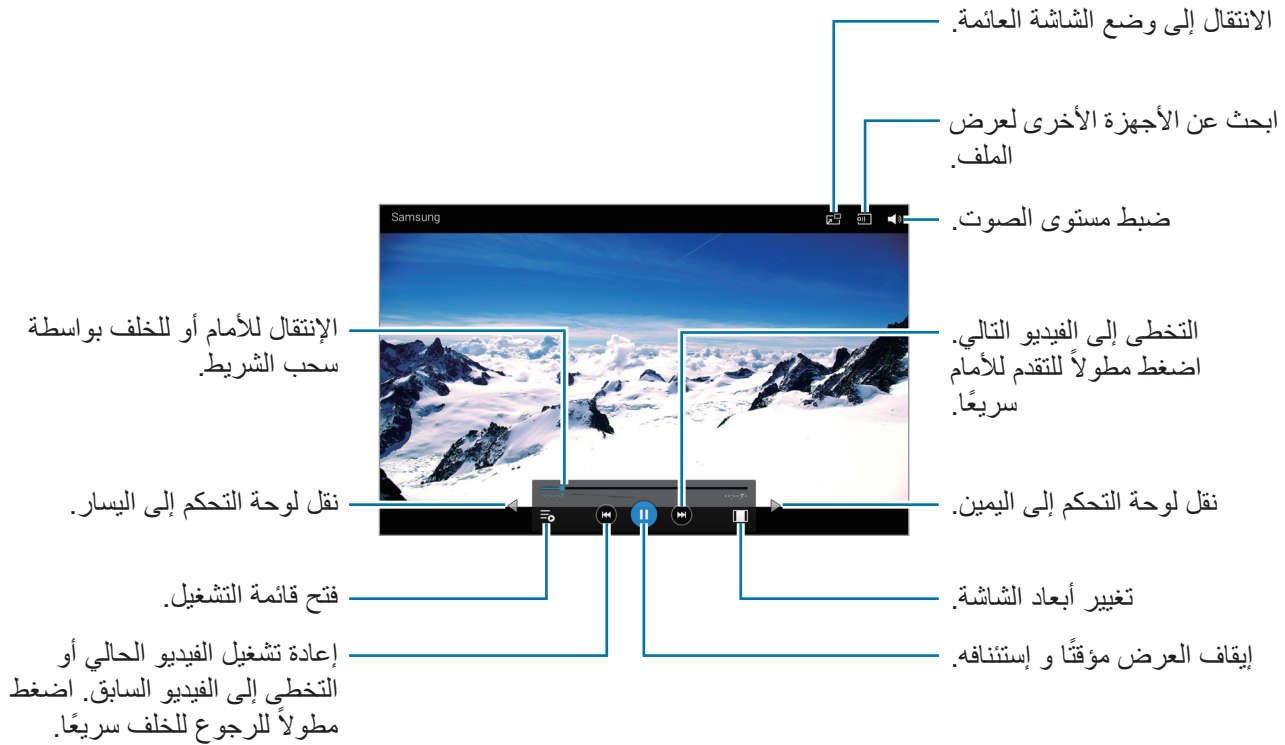 الانتقال إلى وضع الشاشة العائمة.
ابحث عن الأجهزة الأخرى لعرض
الملف.
ضبط مستوى الصوت.
Samsung
التخطى إلى الفيديو التالي.
اضغط مطولاً للتقدم للأمام
سريعًا.
الإنتقال للأمام أو للخلف بواسطة
سحب الشريط.
نقل لوحة التحكم إلى اليمين.
نقل لوحة التحكم إلى اليسار.
تغيير أبعاد الشاشة.
فتح قائمة التشغيل.
إيقاف العرض مؤقتًا و إستئنافه.
إعادة تشغيل الفيديو الحالي أو
التخطى إلى الفيديو السابق. اضغط
مطولاً للرجوع للخلف سريعًا.